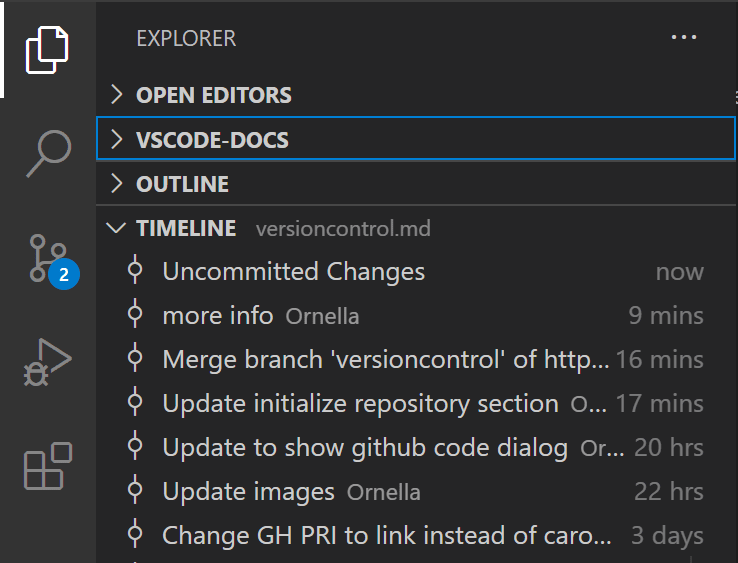 EXPLORER ...
OPEN EDITORS
VSCODE-DOCS
OUTLINE
TIMELINE versioncontrol.md
Uncommitted Changes now
more info Ornella 9 mins
Merge branch 'versioncontrol' of http... 16 mins
Update initialize repository section O... 17 mins
2
Update to show github code dialog Or... 20 hrs
Update images Ornella 22 hrs
Change GH PRI to link instead of caro... 3 days